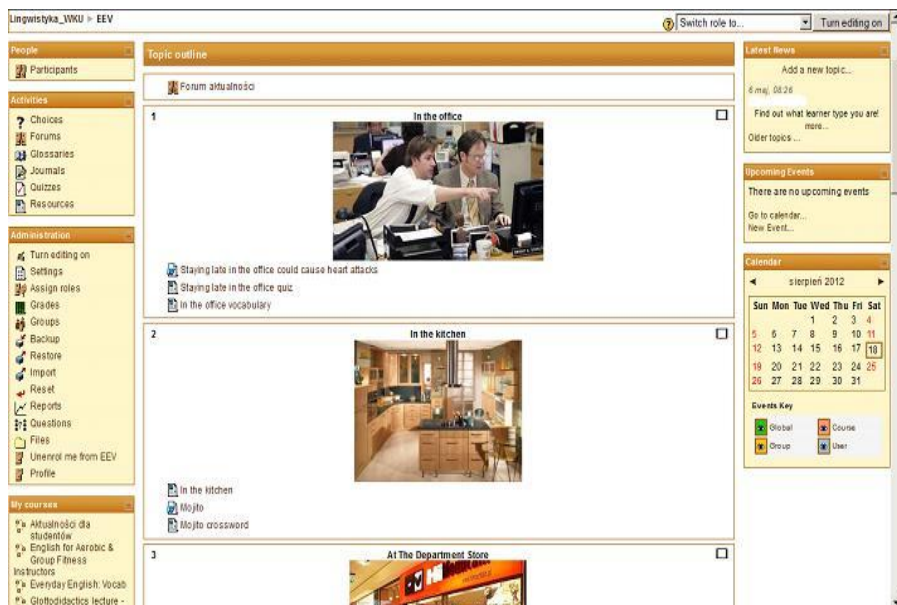 Lingwistyka_WKU ► EEV
Switch role to...
Turn editing on
People
Participants
Activities
Choices
Forums
Glossaries
Journals
Quizzes
Resources
Administration
Turn editing on
Settings
Assign roles
Grades
Groups
Backup
Restore
Import
Reset
Reports
Questions
Files
Unenrol me from EEV
Profile
My courses
Aktualności dla
studentów
English for Aerobic &
Group Fitness
Instructors
Everyday English: Vocab
Glottodidactics lecture -
Topic outline
Forum aktualności
1
In the office
Staying late in the office could cause heart attacks
Staying late in the office quiz
In the office vocabulary
2
In the kitchen
In the kitchen
Mojito
Mojito crossword
3
At The Department Store
Latest News
Add a new topic...
6 maj, 08:26
Find out what learner type you are!
more...
Older topics ...
Upcoming Events
There are no upcoming events
Go to calendar...
New Event...
Calendar
◄ sierpień 2012 ►
Sun Mon Tue Wed Thu Fri Sat
1 2 3 4
5 6 7 8 9 10 11
12 13 14 15 16 17 18
19 20 21 22 23 24 25
26 27 28 29 30 31
Events Key
Global Course
Group User